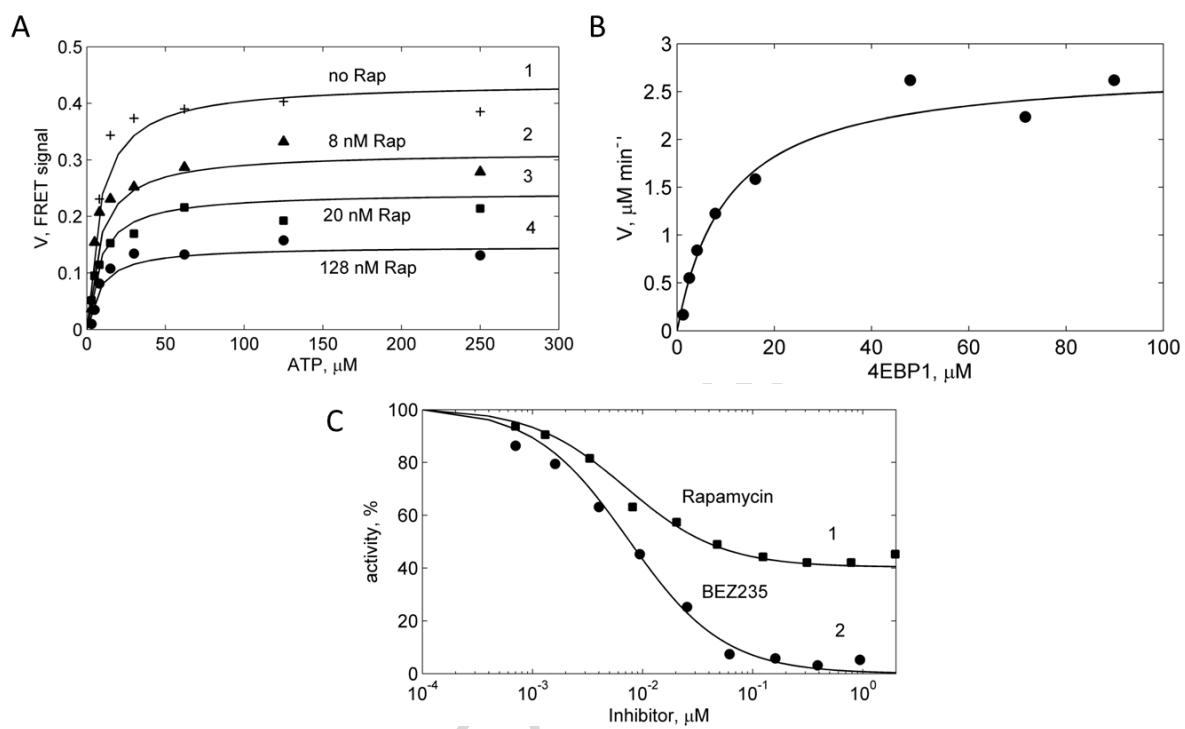 A
V, FRET signal
0.5
0.4
0.3
0.2
0.1
0
no Rap
1
8 nM Rap
2
20 nM Rap
3
128 nM Rap
4
0 50 100 150 200 250 300
ATP, μM
B
V, μM min⁻¹
3
2.5
2
1.5
1
0.5
0
0 20 40 60 80 100
4EBP1, μM
C
activity, %
100
80
60
40
20
0
Rapamycin
1
BEZ235
2
10⁻⁴ 10⁻³ 10⁻² 10⁻¹ 10⁰
Inhibitor, μM